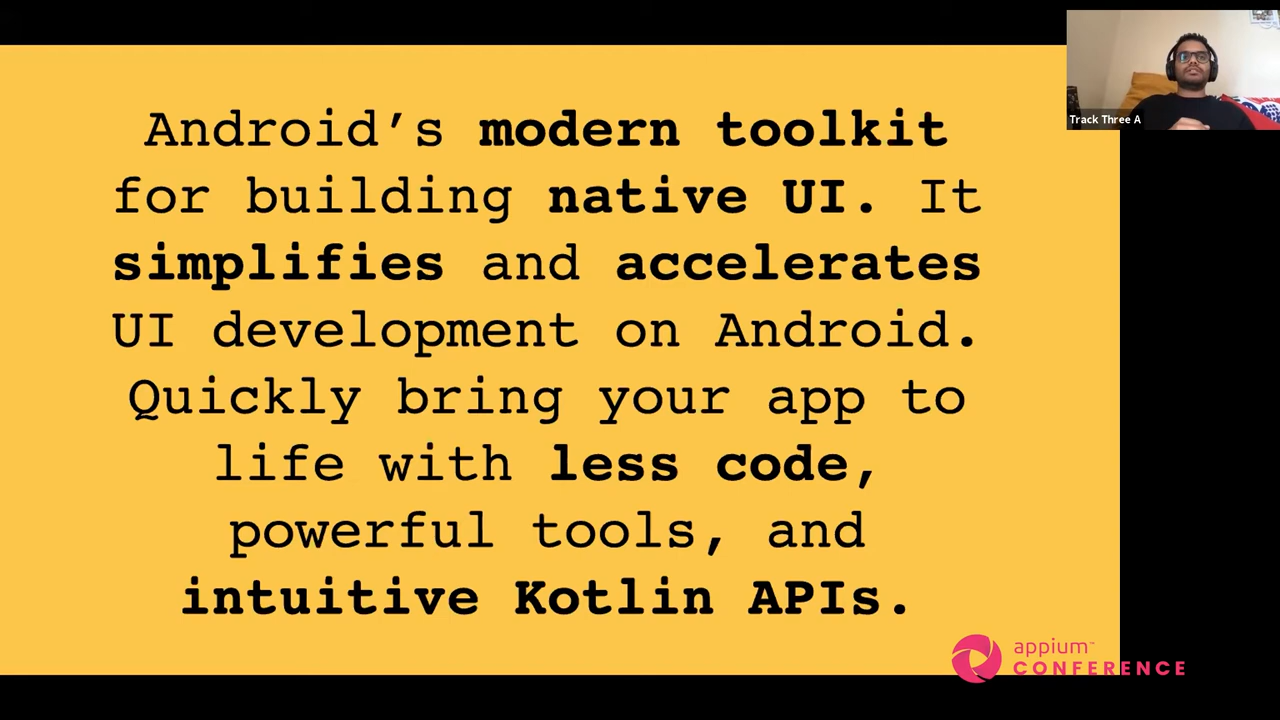 Android’s modern toolkit
for building native UI. It
simplifies and accelerates
UI development on Android.
Quickly bring your app to
life with less code,
powerful tools, and
intuitive Kotlin APIs.
Track Three A
appium™
CONFERENCE